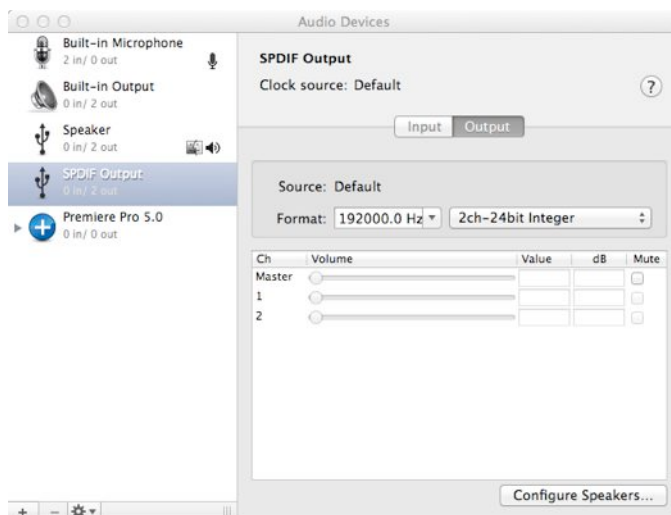 Audio Devices
Built-in Microphone
2 in/ 0 out
Built-in Output
0 in/ 2 out
Speaker
0 in/ 2 out
SPDIF Output
0 in/ 2 out
Premiere Pro 5.0
0 in/ 0 out
+ −
SPDIF Output
Clock source: Default
?
Input Output
Source: Default
Format: 192000.0 Hz 2ch-24bit Integer
Ch Volume Value dB Mute
Master
1
2
Configure Speakers...